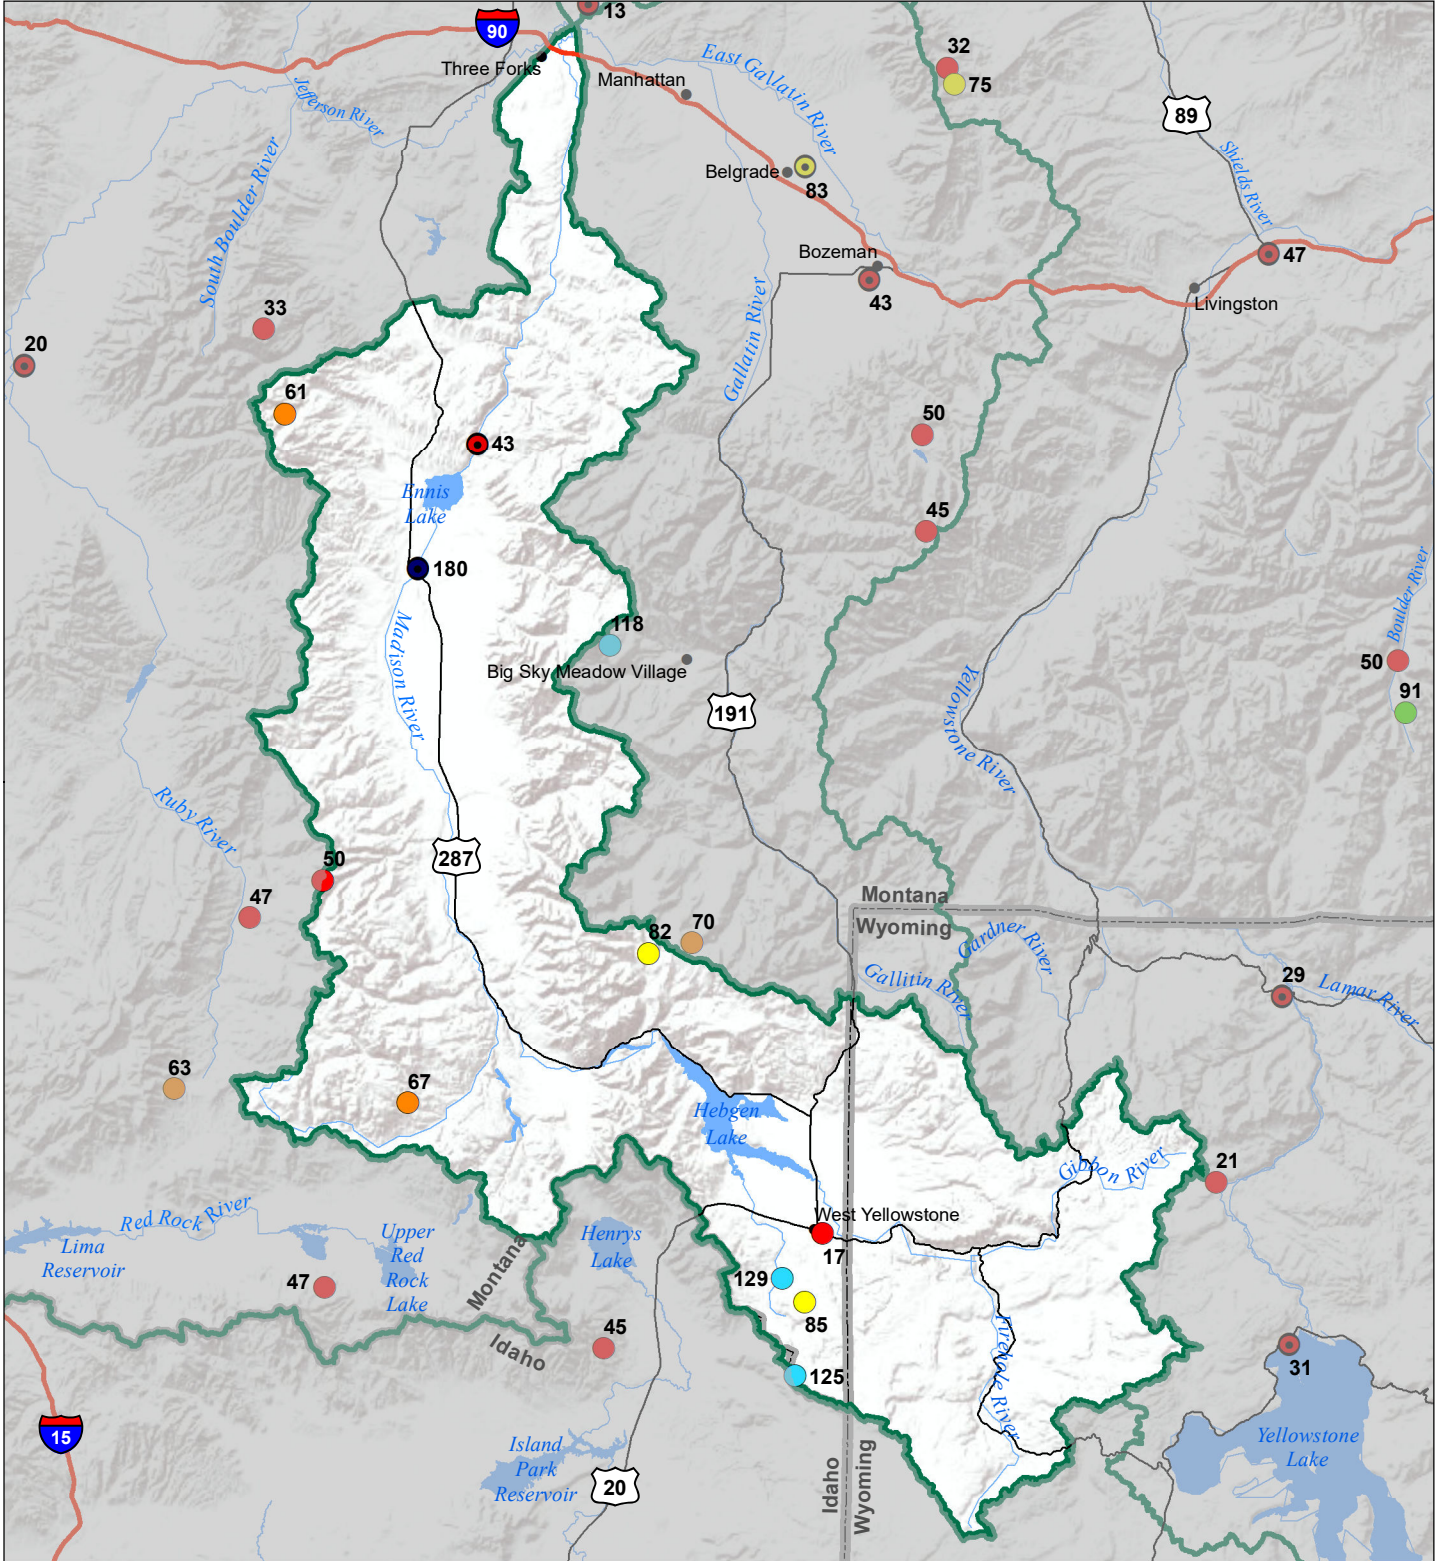 13
90
Three Forks
Manhattan
East Gallatin River
32
75
89
Jefferson River
South Boulder River
Belgrade
83
Shields River
Bozeman
43
47
Livingston
Gallatin River
33
20
61
43
50
Ennis
Lake
45
180
Madison River
118
Big Sky Meadow Village
191
Boulder River
50
91
Yellowstone River
Ruby River
287
50
47
82
70
Montana
Wyoming
Gardner River
Gallitin River
29
Lamar River
63
67
Hebgen
Lake
Gibbon River
21
Red Rock River
Lima
Reservoir
Upper
Red
Rock
Lake
Montana
Henrys
Lake
West Yellowstone
17
47
129
85
Idaho
45
125
Firehole River
31
15
Island
Park
Reservoir
20
Idaho
Wyoming
Yellowstone
Lake